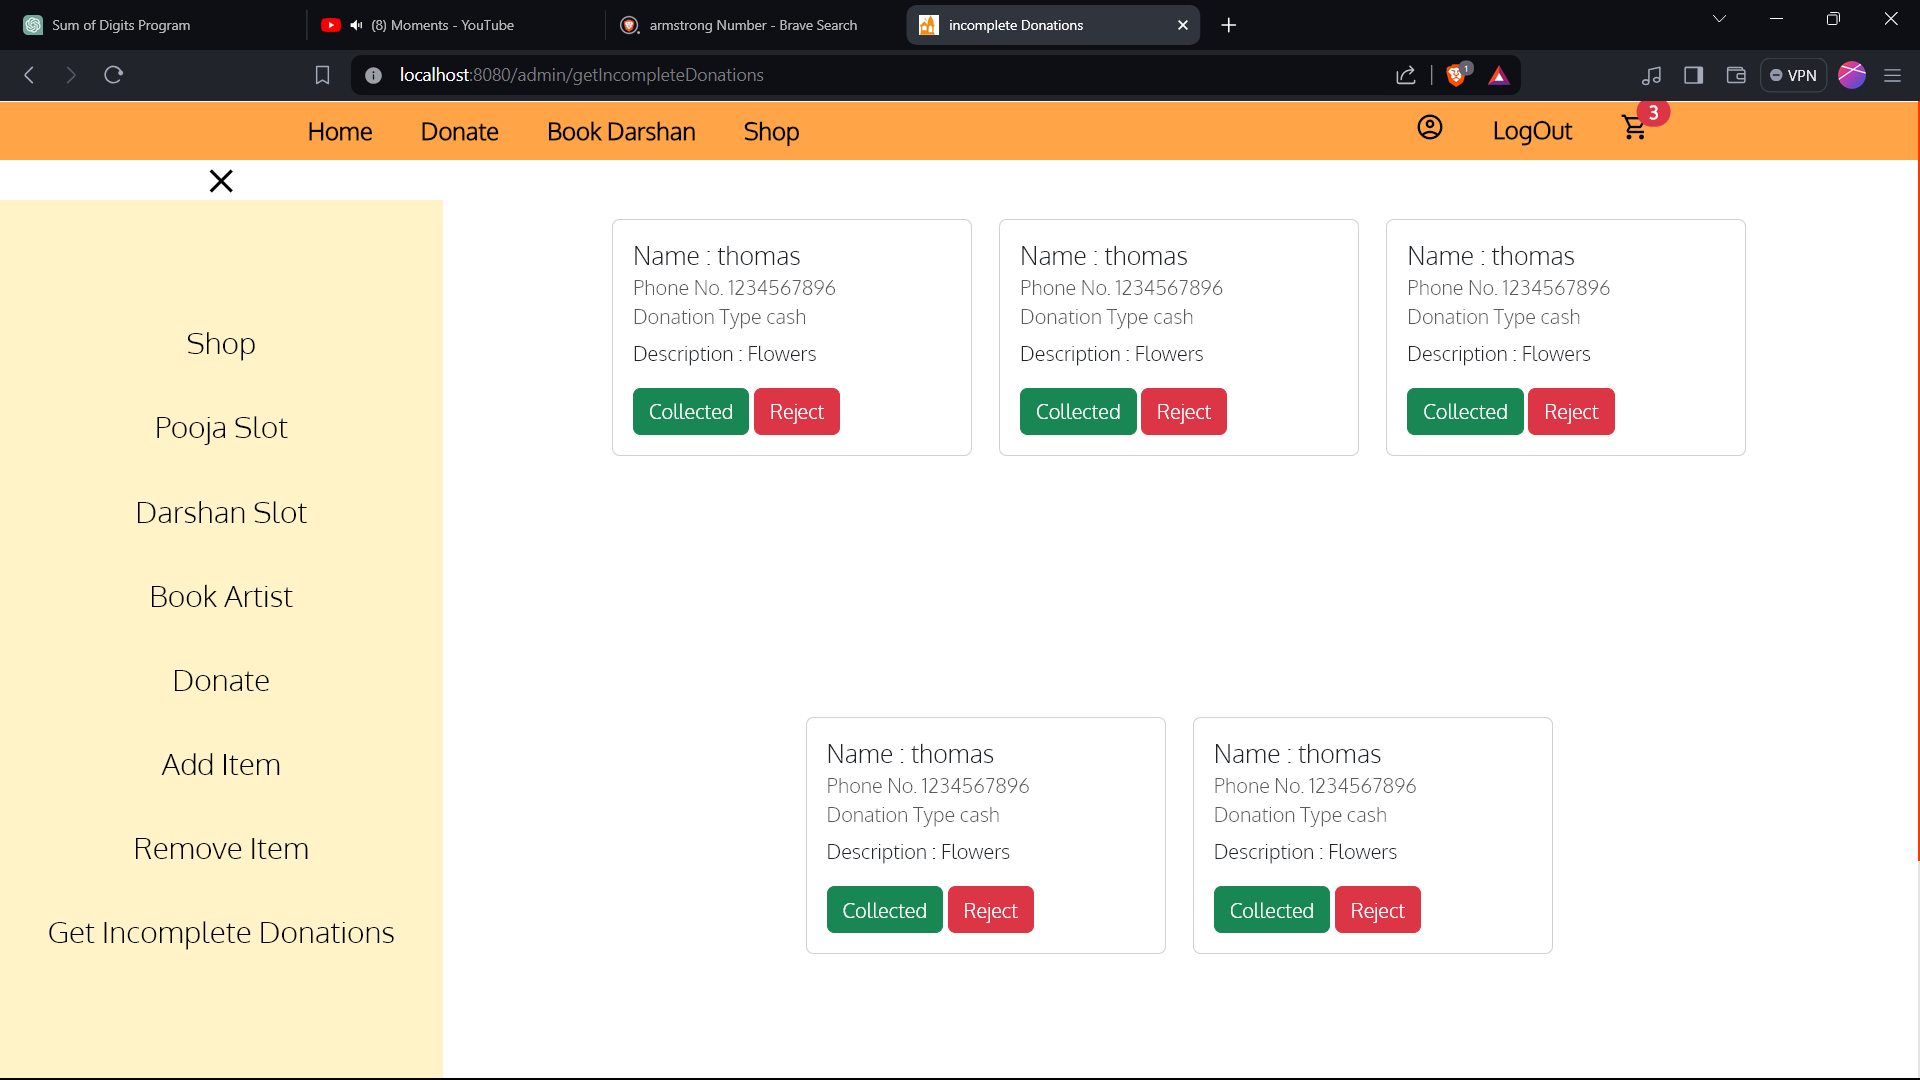 Sum of Digits Program
(8) Moments - YouTube
armstrong Number - Brave Search
incomplete Donations
localhost:8080/admin/getIncompleteDonations
1
VPN
Home Donate Book Darshan Shop
LogOut
3
Shop
Pooja Slot
Darshan Slot
Book Artist
Donate
Add Item
Remove Item
Get Incomplete Donations
Name : thomas
Phone No. 1234567896
Donation Type cash
Description : Flowers
Collected Reject
Name : thomas
Phone No. 1234567896
Donation Type cash
Description : Flowers
Collected Reject
Name : thomas
Phone No. 1234567896
Donation Type cash
Description : Flowers
Collected Reject
Name : thomas
Phone No. 1234567896
Donation Type cash
Description : Flowers
Collected Reject
Name : thomas
Phone No. 1234567896
Donation Type cash
Description : Flowers
Collected Reject